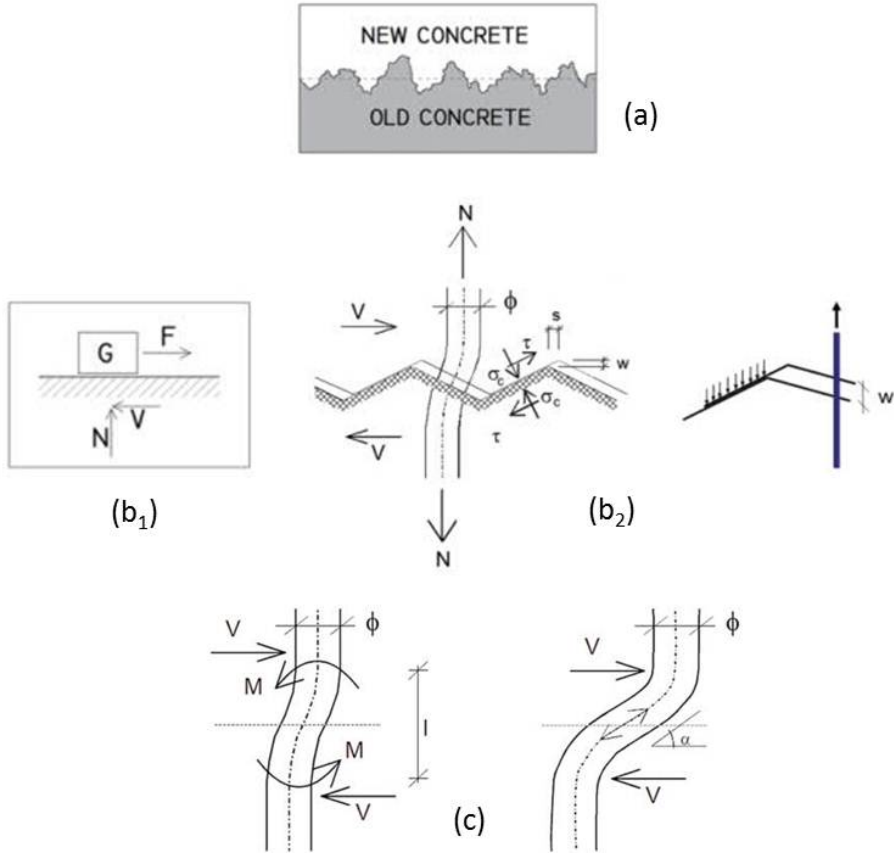 NEW CONCRETE
OLD CONCRETE
(a)
G
F
V
N
(b₁)
N
V
ϕ
s
τ
w
σc
σc
τ
V
N
w
(b₂)
V
ϕ
M
l
M
V
V
ϕ
α
V
(c)